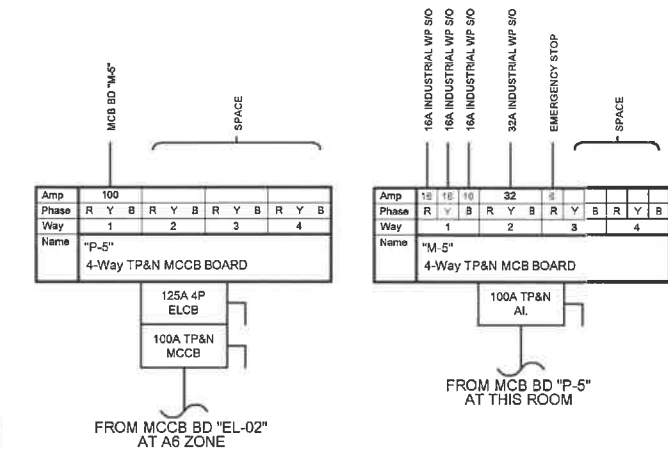 MCB BD "M-5"
SPACE
Amp 100
Phase R Y B R Y B R Y B R Y B
Way 1 2 3 4
Name "P-5"
4-Way TP&N MCCB BOARD
125A 4P
ELCB
100A TP&N
MCCB
FROM MCCB BD "EL-02"
AT A6 ZONE
16A INDUSTRIAL WP S/O
16A INDUSTRIAL WP S/O
16A INDUSTRIAL WP S/O
32A INDUSTRIAL WP S/O
EMERGENCY STOP
SPACE
Amp 16 16 10 32 6
Phase R Y B R Y B R Y B R Y B
Way 1 2 3 4
Name "M-5"
4-Way TP&N MCB BOARD
100A TP&N
AI.
FROM MCB BD "P-5"
AT THIS ROOM